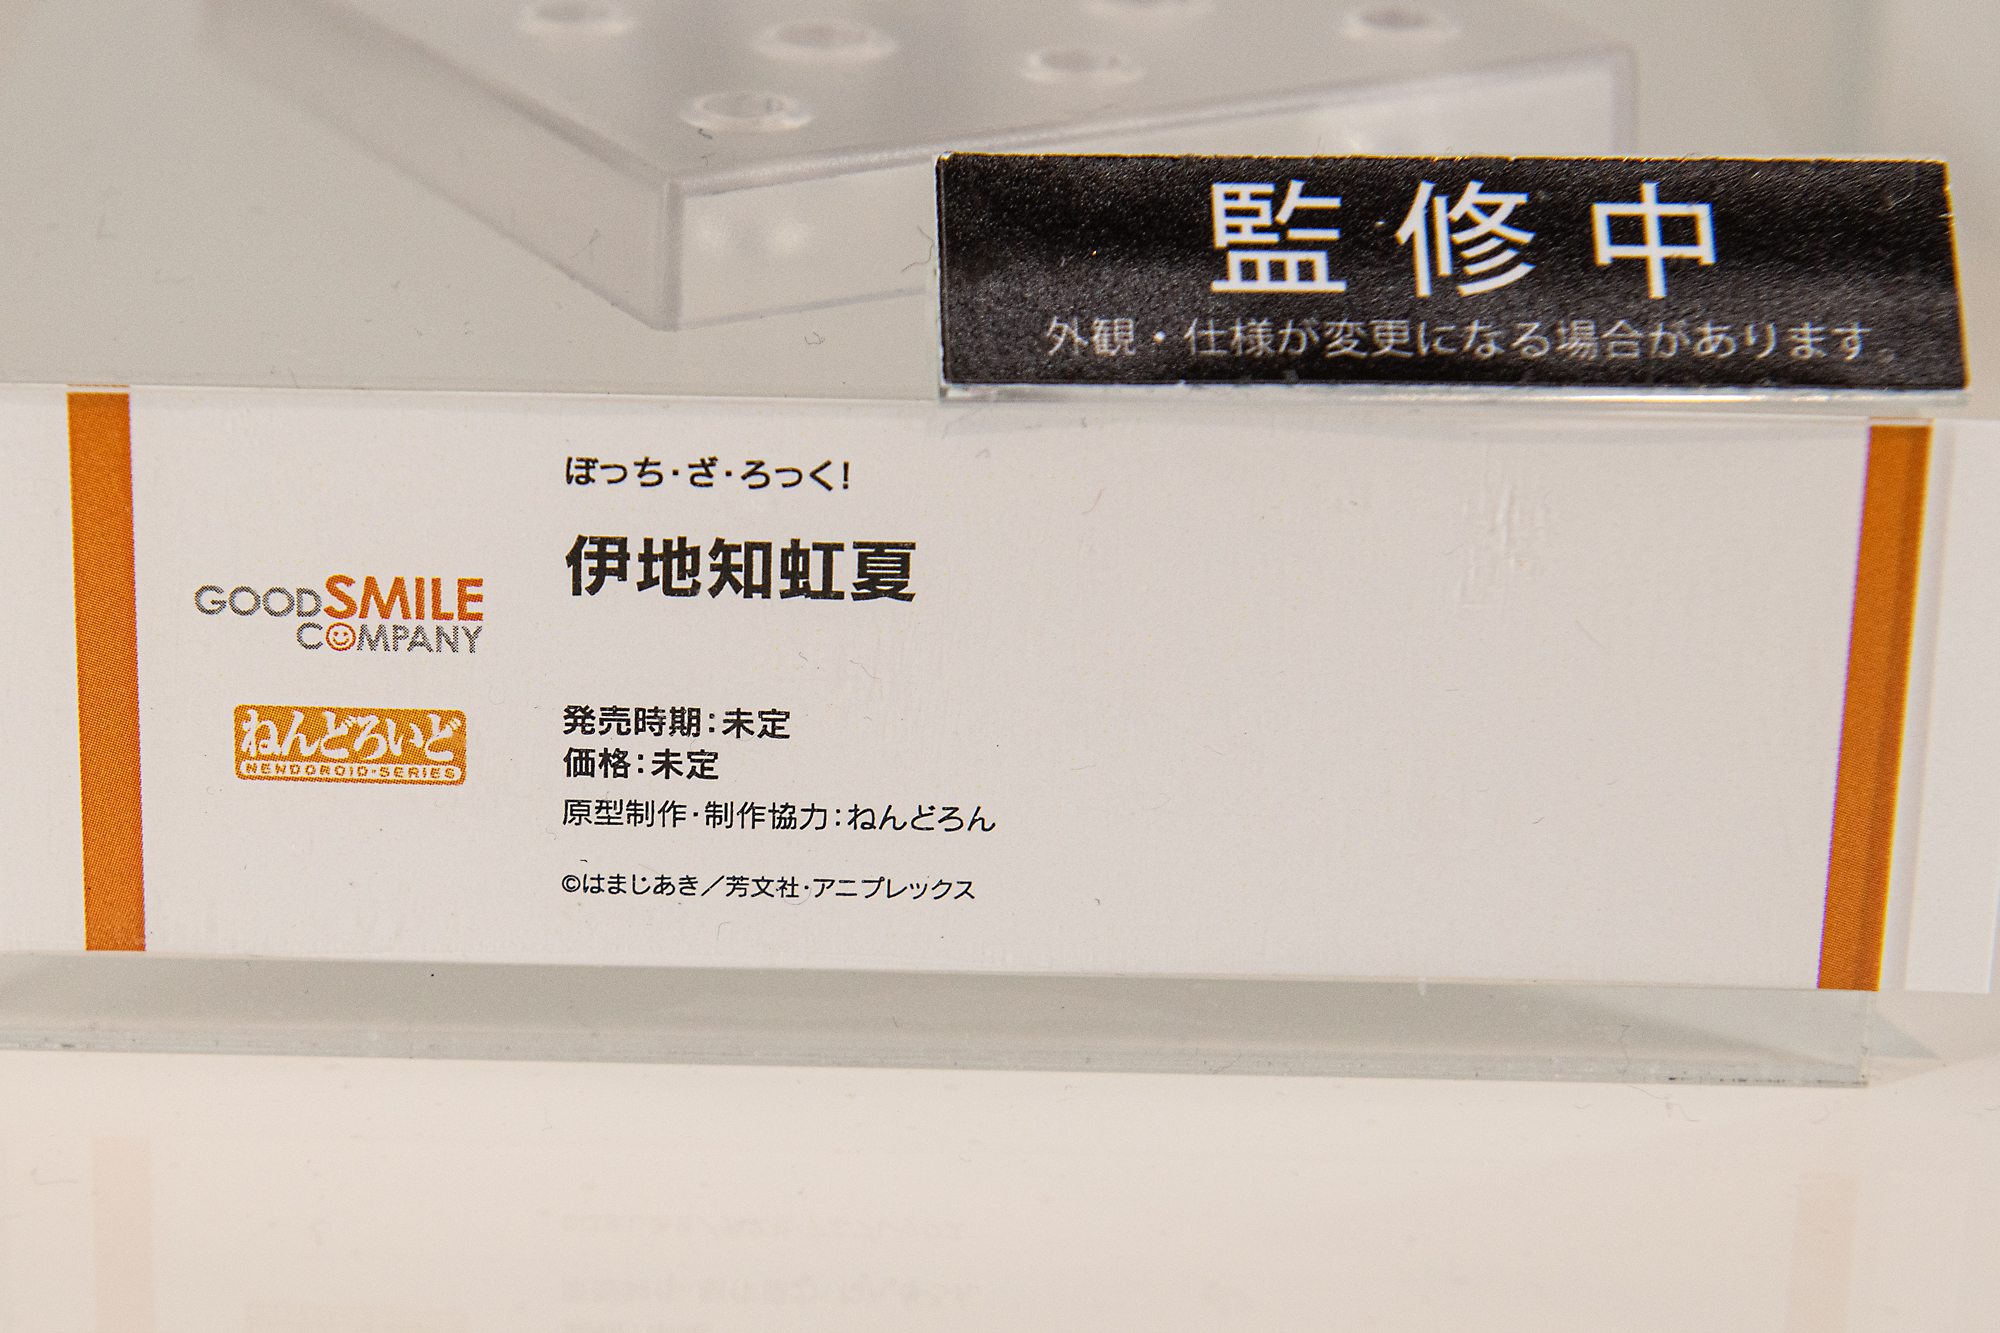 監修中
外観・仕様が変更になる場合があります。
ぼっち・ざ・ろっく!
伊地知虹夏
GOODSMILE
COMPANY
ねんどろいど
NENDOROID・SERIES
発売時期:未定
価格:未定
原型制作・制作協力:ねんどろん
©はまじあき／芳文社・アニプレックス